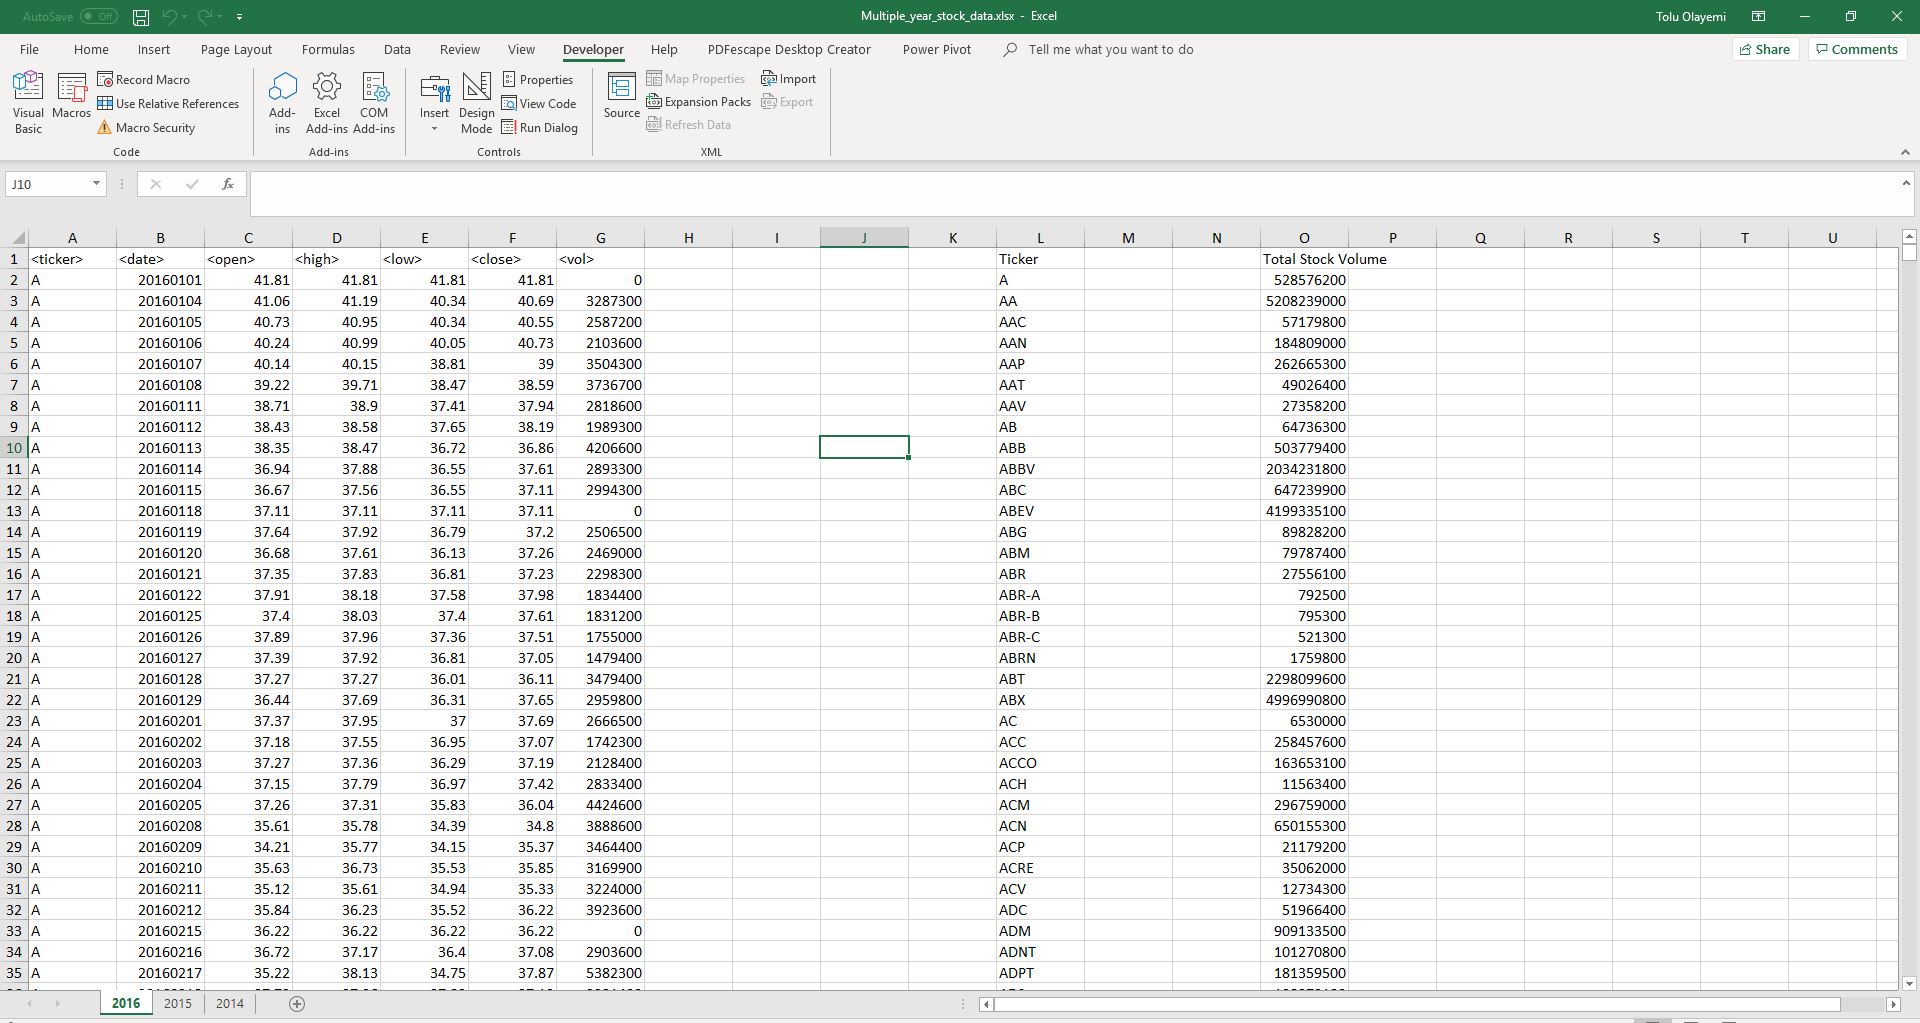 AutoSave Off Multiple_year_stock_data.xlsx - Excel Tolu Olayemi
File Home Insert Page Layout Formulas Data Review View Developer Help PDFescape Desktop Creator Power Pivot Tell me what you want to do Share Comments
Visual Basic Macros Record Macro Use Relative References Macro Security
Add-ins Excel Add-ins COM Add-ins
Insert Design Mode Properties View Code Run Dialog
Source Map Properties Expansion Packs Refresh Data Import Export
Code Add-ins Controls XML
J10 fx
A B C D E F G H I J K L M N O P Q R S T U
1 <ticker> <date> <open> <high> <low> <close> <vol> Ticker Total Stock Volume
2 A 20160101 41.81 41.81 41.81 41.81 0 A 528576200
3 A 20160104 41.06 41.19 40.34 40.69 3287300 AA 5208239000
4 A 20160105 40.73 40.95 40.34 40.55 2587200 AAC 57179800
5 A 20160106 40.24 40.99 40.05 40.73 2103600 AAN 184809000
6 A 20160107 40.14 40.15 38.81 39 3504300 AAP 262665300
7 A 20160108 39.22 39.71 38.47 38.59 3736700 AAT 49026400
8 A 20160111 38.71 38.9 37.41 37.94 2818600 AAV 27358200
9 A 20160112 38.43 38.58 37.65 38.19 1989300 AB 64736300
10 A 20160113 38.35 38.47 36.72 36.86 4206600 ABB 503779400
11 A 20160114 36.94 37.88 36.55 37.61 2893300 ABBV 2034231800
12 A 20160115 36.67 37.56 36.55 37.11 2994300 ABC 647239900
13 A 20160118 37.11 37.11 37.11 37.11 0 ABEV 4199335100
14 A 20160119 37.64 37.92 36.79 37.2 2506500 ABG 89828200
15 A 20160120 36.68 37.61 36.13 37.26 2469000 ABM 79787400
16 A 20160121 37.35 37.83 36.81 37.23 2298300 ABR 27556100
17 A 20160122 37.91 38.18 37.58 37.98 1834400 ABR-A 792500
18 A 20160125 37.4 38.03 37.4 37.61 1831200 ABR-B 795300
19 A 20160126 37.89 37.96 37.36 37.51 1755000 ABR-C 521300
20 A 20160127 37.39 37.92 36.81 37.05 1479400 ABRN 1759800
21 A 20160128 37.27 37.27 36.01 36.11 3479400 ABT 2298099600
22 A 20160129 36.44 37.69 36.31 37.65 2959800 ABX 4996990800
23 A 20160201 37.37 37.95 37 37.69 2666500 AC 6530000
24 A 20160202 37.18 37.55 36.95 37.07 1742300 ACC 258457600
25 A 20160203 37.27 37.36 36.29 37.19 2128400 ACCO 163653100
26 A 20160204 37.15 37.79 36.97 37.42 2833400 ACH 11563400
27 A 20160205 37.26 37.31 35.83 36.04 4424600 ACM 296759000
28 A 20160208 35.61 35.78 34.39 34.8 3888600 ACN 650155300
29 A 20160209 34.21 35.77 34.15 35.37 3464400 ACP 21179200
30 A 20160210 35.63 36.73 35.53 35.85 3169900 ACRE 35062000
31 A 20160211 35.12 35.61 34.94 35.33 3224000 ACV 12734300
32 A 20160212 35.84 36.23 35.52 36.22 3923600 ADC 51966400
33 A 20160215 36.22 36.22 36.22 36.22 0 ADM 909133500
34 A 20160216 36.72 37.17 36.4 37.08 2903600 ADNT 101270800
35 A 20160217 35.22 38.13 34.75 37.87 5382300 ADPT 181359500
2016 2015 2014